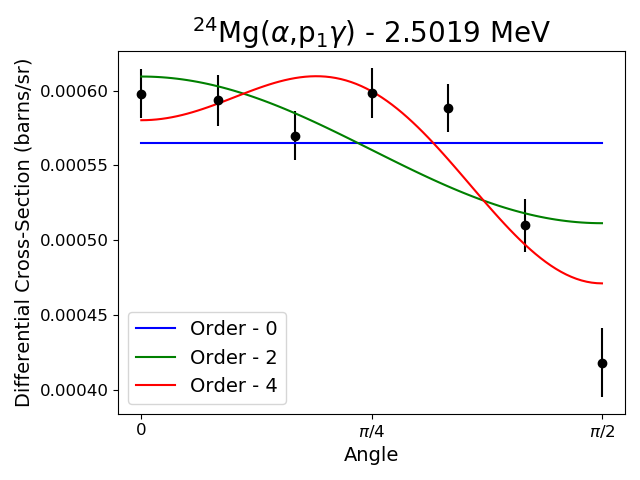 ²⁴Mg(α,p₁γ) - 2.5019 MeV
Differential Cross-Section (barns/sr)
0.00060
0.00055
0.00050
0.00045
0.00040
Order - 0
Order - 2
Order - 4
0 π/4 π/2
Angle